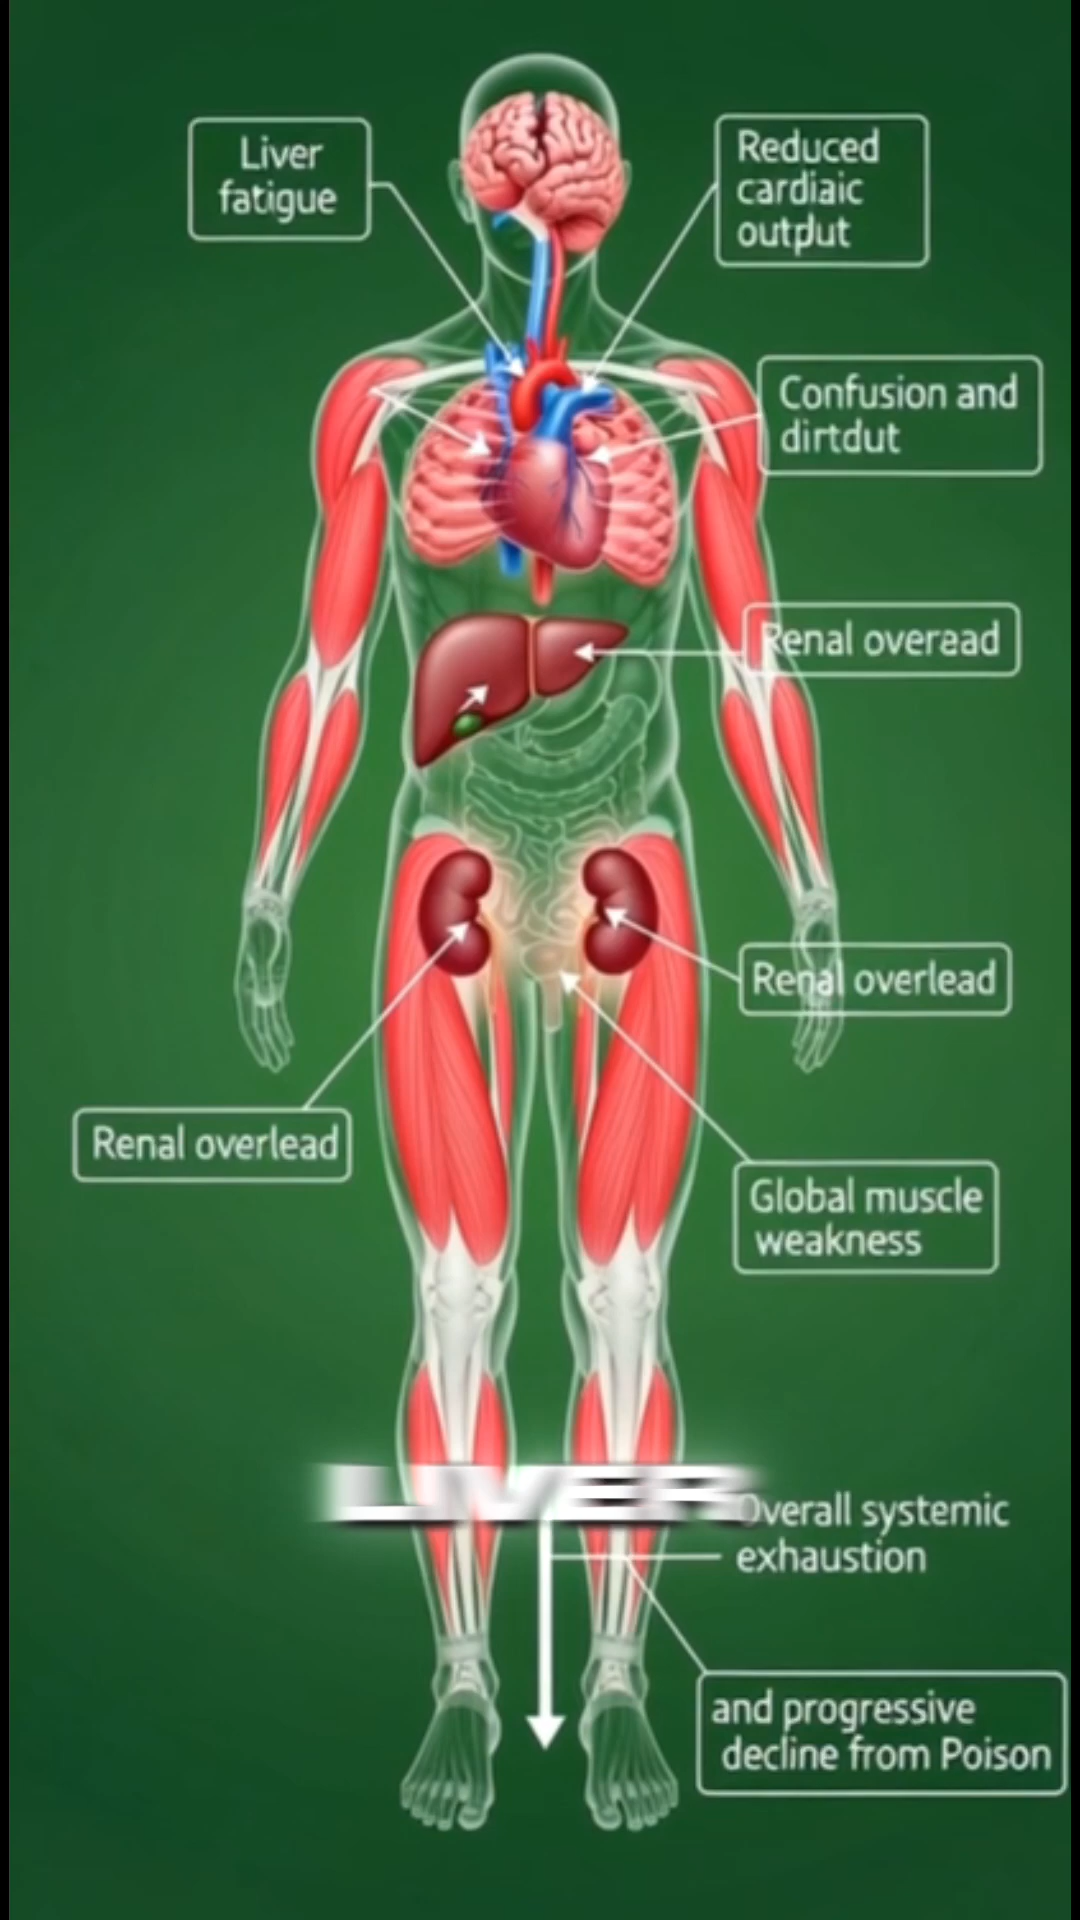 Liver
fatigue
Reduced
cardiaic
output
Confusion and
dirtdut
Renal overead
Renal overlead
Renal overlead
Global muscle
weakness
LIVER
Overall systemic
exhaustion
and progressive
decline from Poison